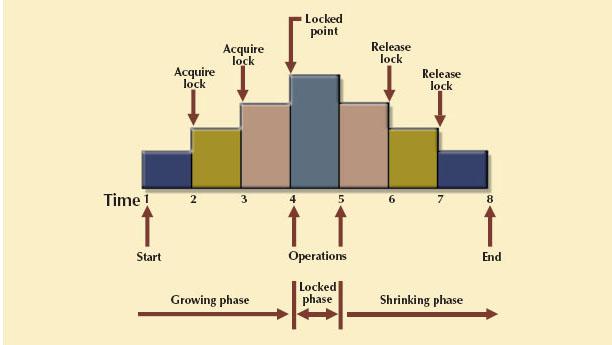 Locked
point
Acquire
lock
Acquire
lock
Release
lock
Release
lock
Time 1 2 3 4 5 6 7 8
Start
Operations
End
Growing phase
Locked
phase
Shrinking phase